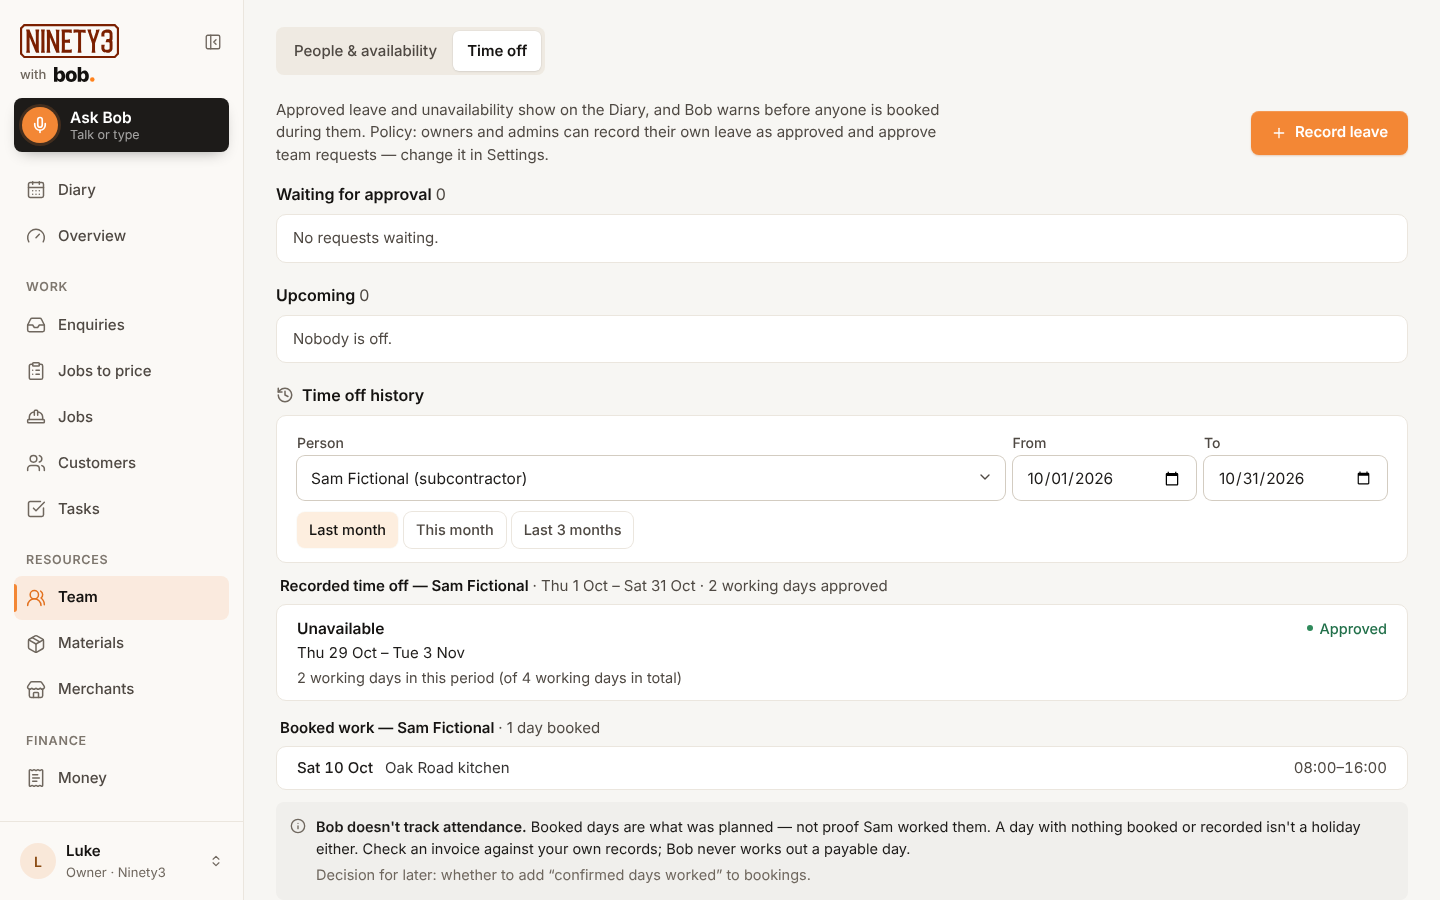 NINETY3
with bob.
Ask Bob
Talk or type
Diary
Overview
WORK
Enquiries
Jobs to price
Jobs
Customers
Tasks
RESOURCES
Team
Materials
Merchants
FINANCE
Money
L
Luke
Owner · Ninety3
People & availability
Time off
Approved leave and unavailability show on the Diary, and Bob warns before anyone is booked
during them. Policy: owners and admins can record their own leave as approved and approve
team requests — change it in Settings.
+ Record leave
Waiting for approval 0
No requests waiting.
Upcoming 0
Nobody is off.
Time off history
Person
From
To
Sam Fictional (subcontractor)
10/01/2026
10/31/2026
Last month
This month
Last 3 months
Recorded time off — Sam Fictional · Thu 1 Oct – Sat 31 Oct · 2 working days approved
Unavailable
Approved
Thu 29 Oct – Tue 3 Nov
2 working days in this period (of 4 working days in total)
Booked work — Sam Fictional · 1 day booked
Sat 10 Oct Oak Road kitchen
08:00–16:00
Bob doesn't track attendance. Booked days are what was planned — not proof Sam worked them. A day with nothing booked or recorded isn't a holiday
either. Check an invoice against your own records; Bob never works out a payable day.
Decision for later: whether to add “confirmed days worked” to bookings.